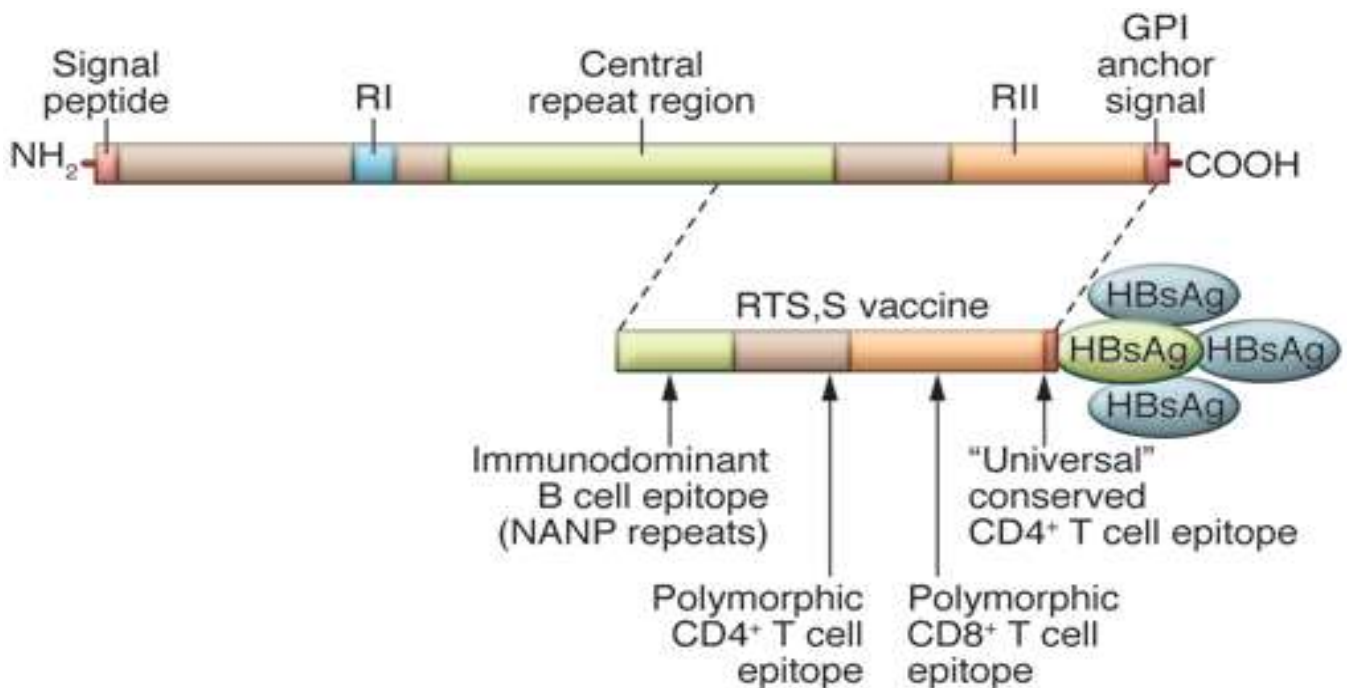 Signal
peptide
RI
Central
repeat region
RII
GPI
anchor
signal
NH₂
COOH
RTS,S vaccine
HBsAg
HBsAg
HBsAg
HBsAg
Immunodominant
B cell epitope
(NANP repeats)
"Universal"
conserved
CD4⁺ T cell epitope
Polymorphic
CD4⁺ T cell
epitope
Polymorphic
CD8⁺ T cell
epitope